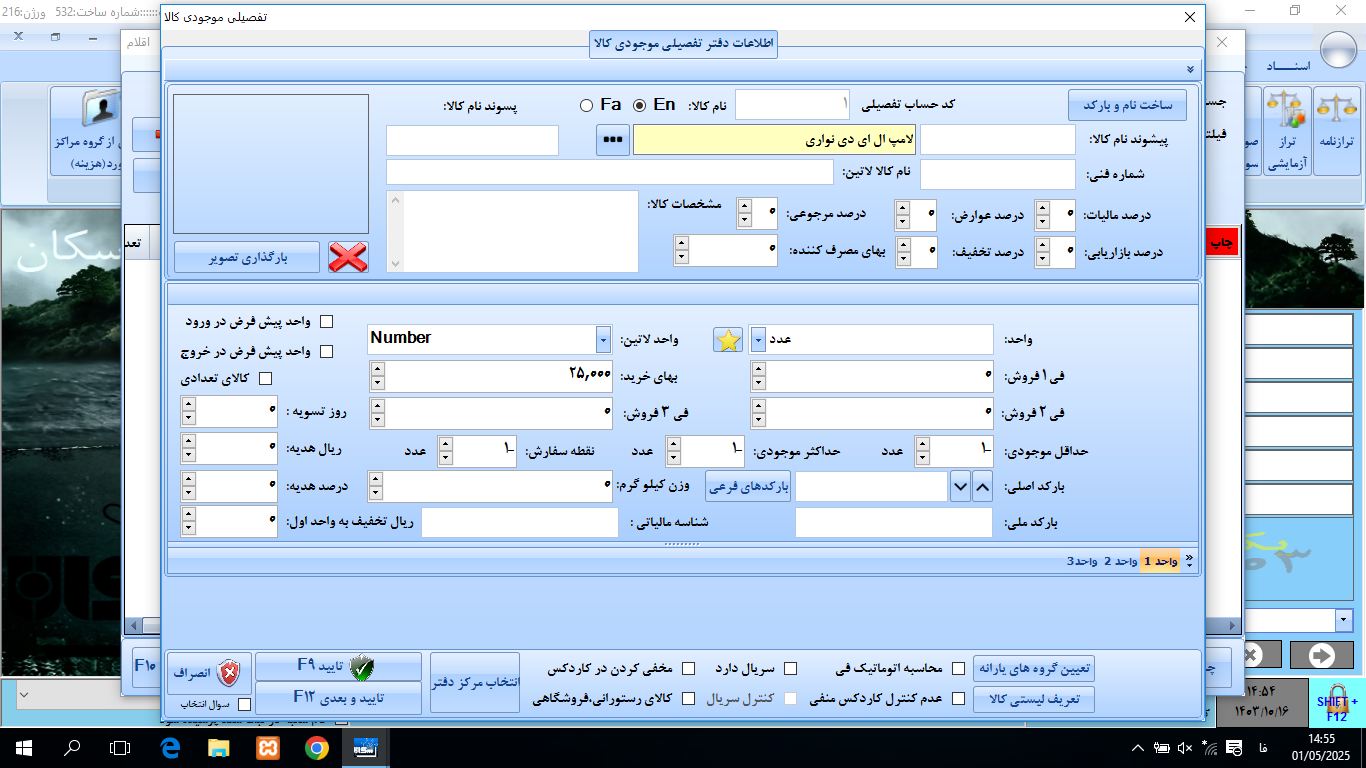 شماره ساخت:532 ورژن:216
تفصیلی موجودی کالا
اطلاعات دفتر تفصیلی موجودی کالا
اقلام
اسنــــاد
ساخت نام و بارکد
کد حساب تفصیلی
۱
نام کالا:
En
Fa
پسوند نام کالا:
پیشوند نام کالا:
لامپ ال ای دی نواری
•••
شماره فنی:
نام کالا لاتین:
درصد مالیات:
۰
درصد عوارض:
۰
درصد مرجوعی:
۰
مشخصات کالا:
درصد بازاریابی:
۰
درصد تخفیف:
۰
بهای مصرف کننده:
۰
بارگذاری تصویر
ترازنامه
تراز آزمایشی
چاپ
واحد:
عدد
واحد لاتین:
Number
واحد پیش فرض در ورود
واحد پیش فرض در خروج
کالای تعدادی
فی ۱ فروش:
۰
بهای خرید:
۲۵,۰۰۰
فی ۲ فروش:
۰
فی ۳ فروش:
۰
روز تسویه :
۰
حداقل موجودی:
-۱
عدد
حداکثر موجودی:
-۱
عدد
نقطه سفارش:
-۱
عدد
ریال هدیه:
۰
بارکد اصلی:
بارکدهای فرعی
وزن کیلو گرم:
۰
درصد هدیه:
۰
بارکد ملی:
شناسه مالیاتی :
ریال تخفیف به واحد اول:
۰
واحد 1 واحد 2 واحد3
تعیین گروه های یارانه
محاسبه اتوماتیک فی
سریال دارد
مخفی کردن در کاردکس
تعریف لیستی کالا
عدم کنترل کاردکس منفی
کنترل سریال
کالای رستورانی,فروشگاهی
انتخاب مرکز دفتر
تایید F۹
تایید و بعدی F۱۲
انصراف
سوال انتخاب
F۱۰
۱۴:۵۴
۱۴۰۳/۱۰/۱۶
SHIFT +
F12
فا
14:55
01/05/2025